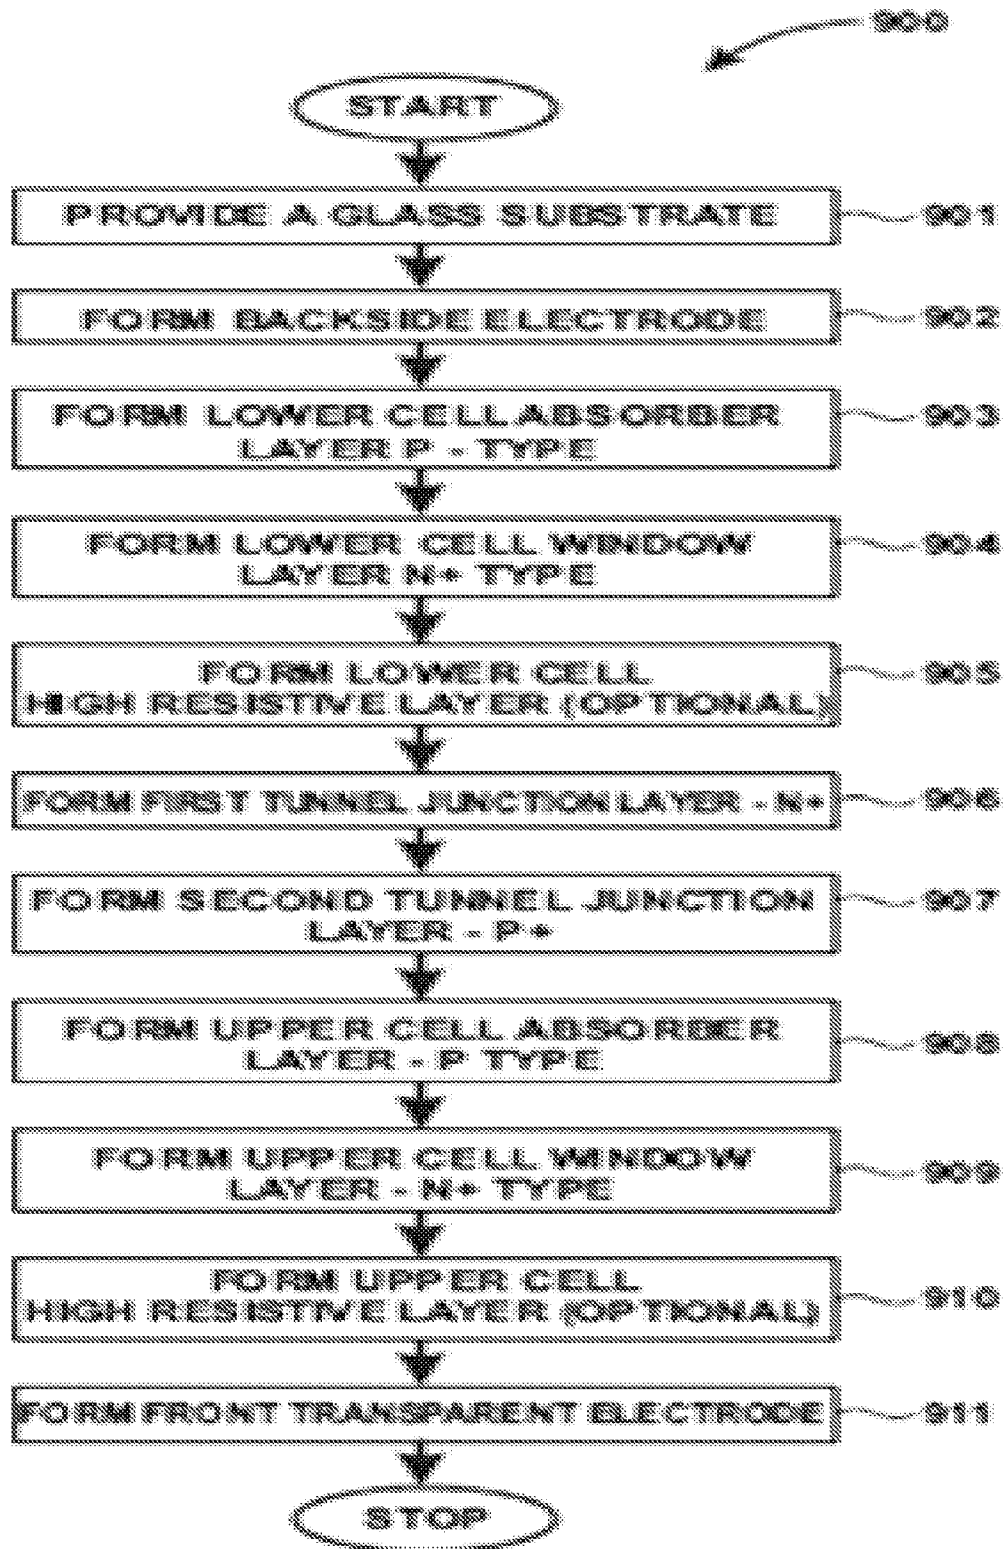 900
START
PROVIDE A GLASS SUBSTRATE
901
FORM BACKSIDE ELECTRODE
902
FORM LOWER CELL ABSORBER
LAYER P - TYPE
903
FORM LOWER CELL WINDOW
LAYER N+ TYPE
904
FORM LOWER CELL
HIGH RESISTIVE LAYER (OPTIONAL)
905
FORM FIRST TUNNEL JUNCTION LAYER - N+
906
FORM SECOND TUNNEL JUNCTION
LAYER - P+
907
FORM UPPER CELL ABSORDER
LAYER - P TYPE
908
FORM UPPER CELL WINDOW
LAYER - N+ TYPE
909
FORM UPPER CELL
HIGH RESISTIVE LAYER (OPTIONAL)
910
FORM FRONT TRANSPARENT ELECTRODE
911
STOP